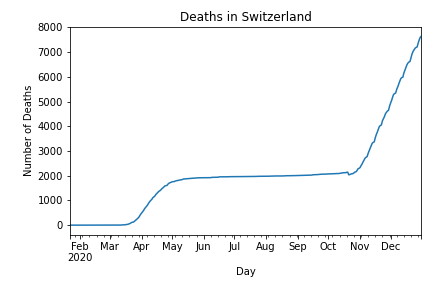 Deaths in Switzerland
8000
7000
6000
5000
4000
3000
2000
1000
0
Number of Deaths
Feb Mar Apr May Jun Jul Aug Sep Oct Nov Dec
2020
Day